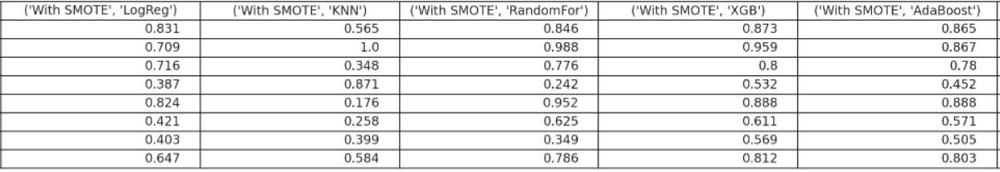 ('With SMOTE', 'LogReg') ('With SMOTE', 'KNN') ('With SMOTE', 'RandomFor') ('With SMOTE', 'XGB') ('With SMOTE', 'AdaBoost')
0.831 0.565 0.846 0.873 0.865
0.709 1.0 0.988 0.959 0.867
0.716 0.348 0.776 0.8 0.78
0.387 0.871 0.242 0.532 0.452
0.824 0.176 0.952 0.888 0.888
0.421 0.258 0.625 0.611 0.571
0.403 0.399 0.349 0.569 0.505
0.647 0.584 0.786 0.812 0.803